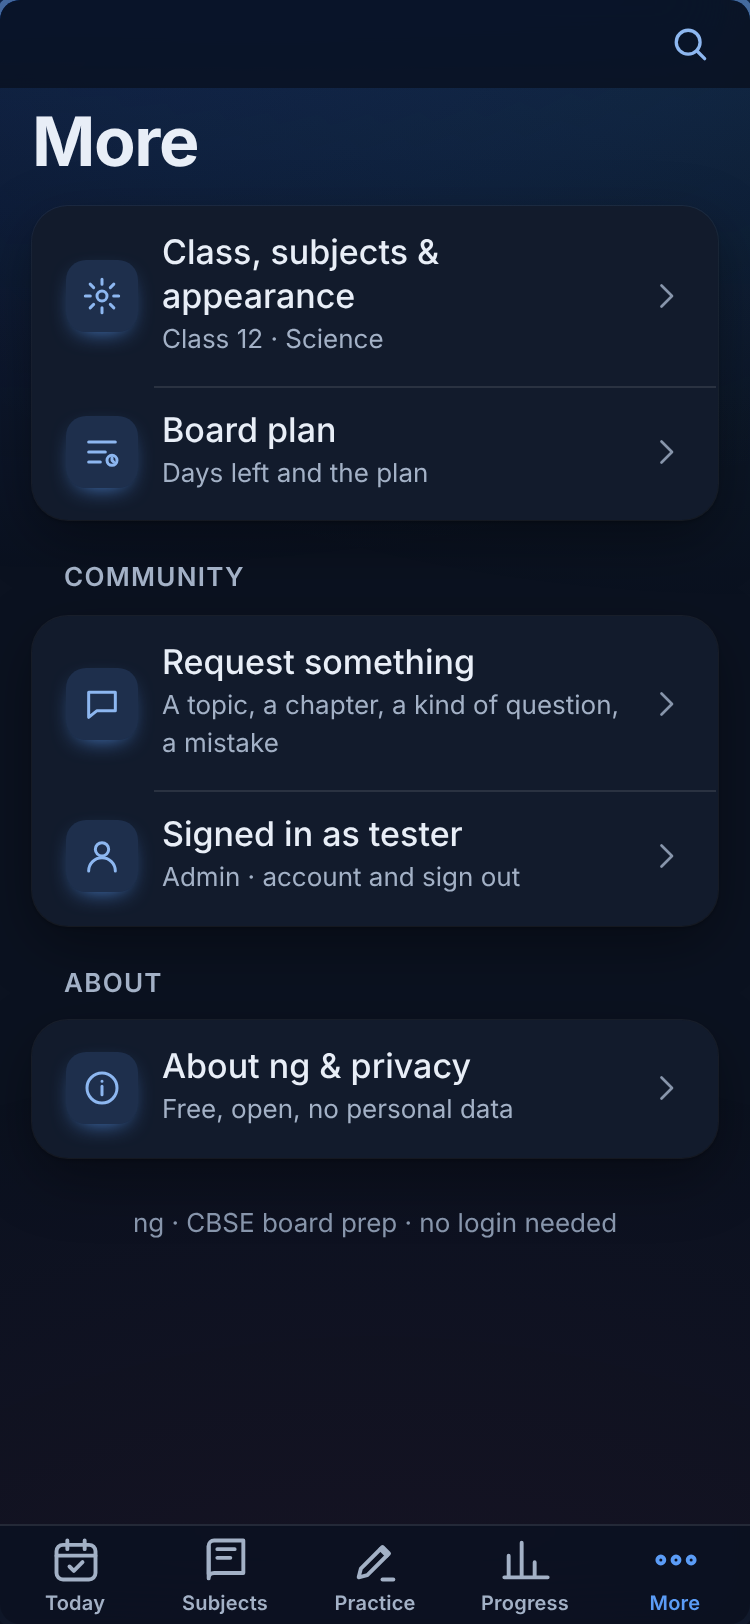 More
Class, subjects &
appearance
Class 12 · Science
Board plan
Days left and the plan
COMMUNITY
Request something
A topic, a chapter, a kind of question,
a mistake
Signed in as tester
Admin · account and sign out
ABOUT
About ng & privacy
Free, open, no personal data
ng · CBSE board prep · no login needed
Today
Subjects
Practice
Progress
More